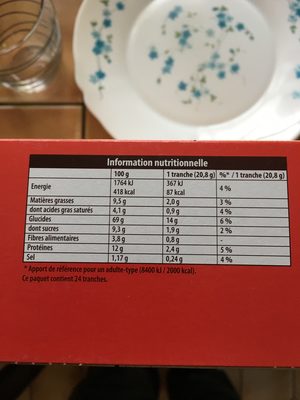 Information nutritionnelle
100 g 1 tranche (20,8 g) %* / 1 tranche (20,8 g)
Energie 1764 kJ 367 kJ 4 %
418 kcal 87 kcal
Matières grasses 9,5 g 2,0 g 3 %
dont acides gras saturés 4,1 g 0,9 g 4 %
Glucides 69 g 14 g 6 %
dont sucres 9,3 g 1,9 g 2 %
Fibres alimentaires 3,8 g 0,8 g -
Protéines 12 g 2,4 g 5 %
Sel 1,17 g 0,24 g 4 %
* Apport de référence pour un adulte-type (8400 kJ / 2000 kcal).
Ce paquet contient 24 tranches.